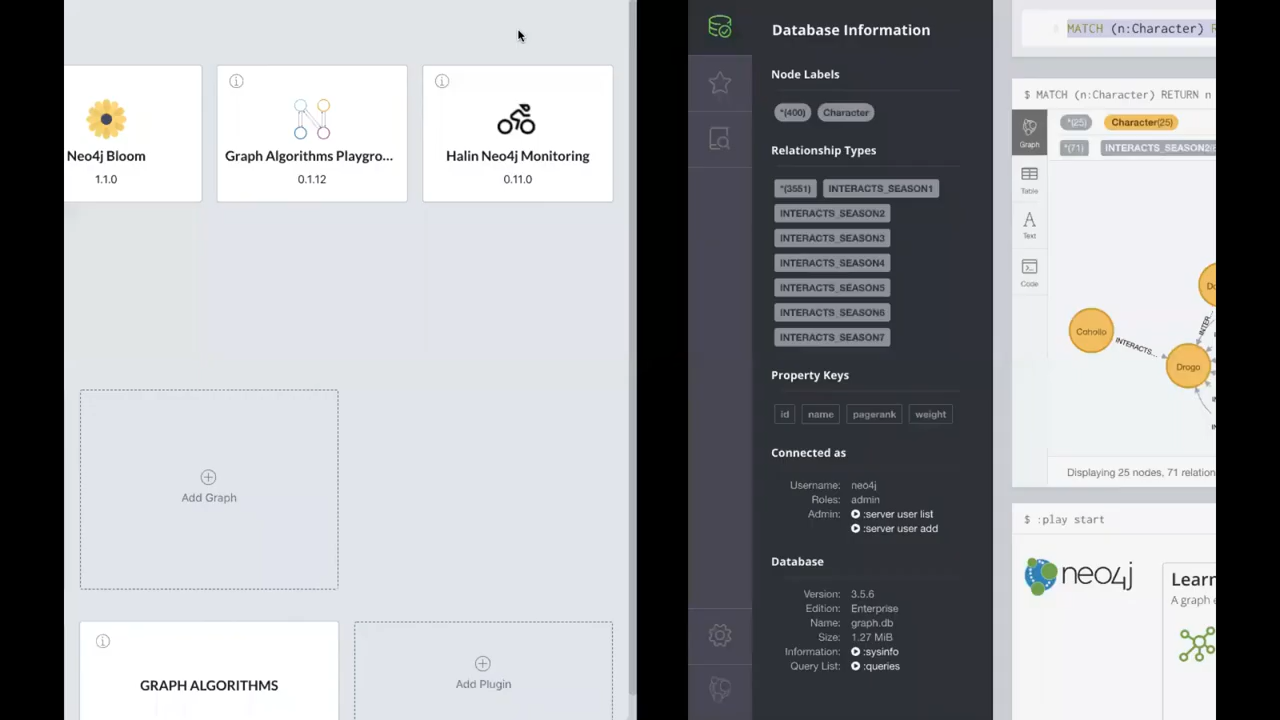 Neo4j Bloom
1.1.0
Graph Algorithms Playgro...
0.1.12
Halin Neo4j Monitoring
0.11.0
Add Graph
GRAPH ALGORITHMS
Add Plugin
Database Information
Node Labels
*(400) Character
Relationship Types
*(3551) INTERACTS_SEASON1
INTERACTS_SEASON2
INTERACTS_SEASON3
INTERACTS_SEASON4
INTERACTS_SEASON5
INTERACTS_SEASON6
INTERACTS_SEASON7
Property Keys
id name pagerank weight
Connected as
Username: neo4j
Roles: admin
Admin: :server user list
:server user add
Database
Version: 3.5.6
Edition: Enterprise
Name: graph.db
Size: 1.27 MiB
Information: :sysinfo
Query List: :queries
MATCH (n:Character)
$ MATCH (n:Character) RETURN n
*(25) Character(25)
*(71) INTERACTS_SEASON2
Graph
Table
Text
Code
Cohollo
INTERACTS...
Drogo
INTER...
Displaying 25 nodes, 71 relation
$ :play start
neo4j
Learn
A graph